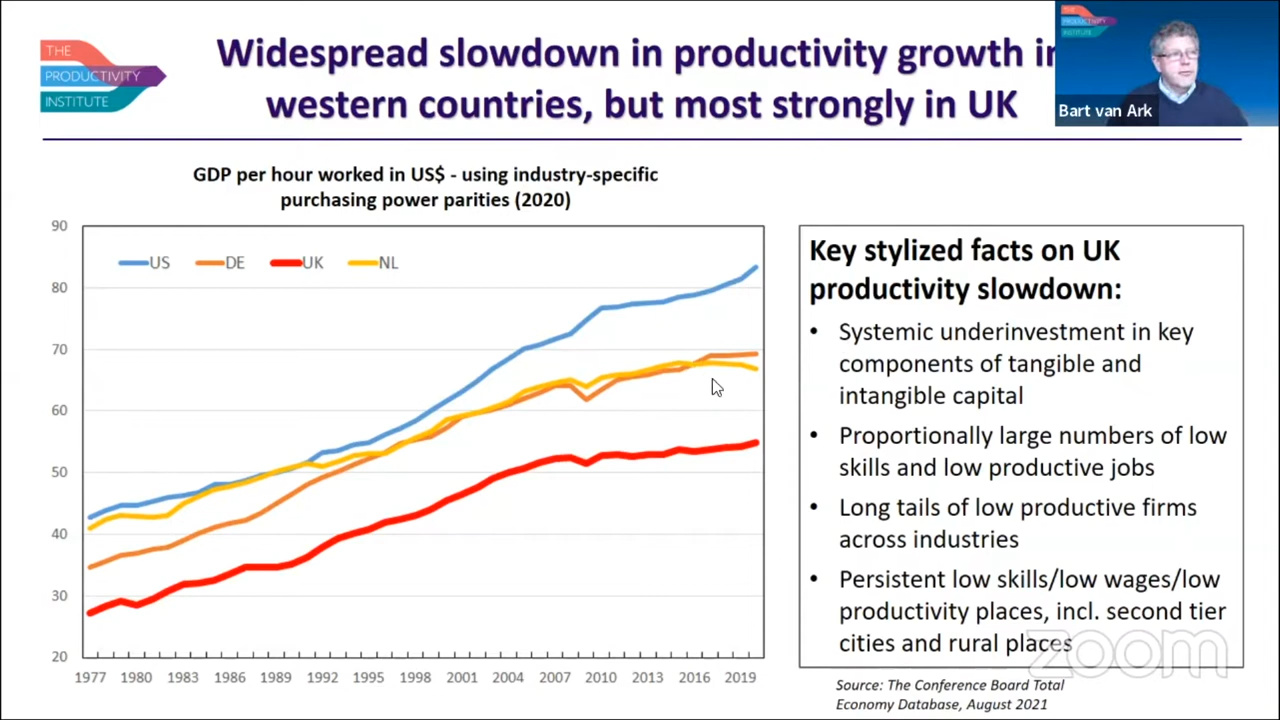 THE
PRODUCTIVITY
INSTITUTE
Widespread slowdown in productivity growth in
western countries, but most strongly in UK
THE
PRODUCTIVITY
INSTITUTE
Bart van Ark
GDP per hour worked in US$ - using industry-specific
purchasing power parities (2020)
US DE UK NL
90
80
70
60
50
40
30
20
1977 1980 1983 1986 1989 1992 1995 1998 2001 2004 2007 2010 2013 2016 2019
Key stylized facts on UK
productivity slowdown:
• Systemic underinvestment in key
components of tangible and
intangible capital
• Proportionally large numbers of low
skills and low productive jobs
• Long tails of low productive firms
across industries
• Persistent low skills/low wages/low
productivity places, incl. second tier
cities and rural places
zoom
Source: The Conference Board Total
Economy Database, August 2021